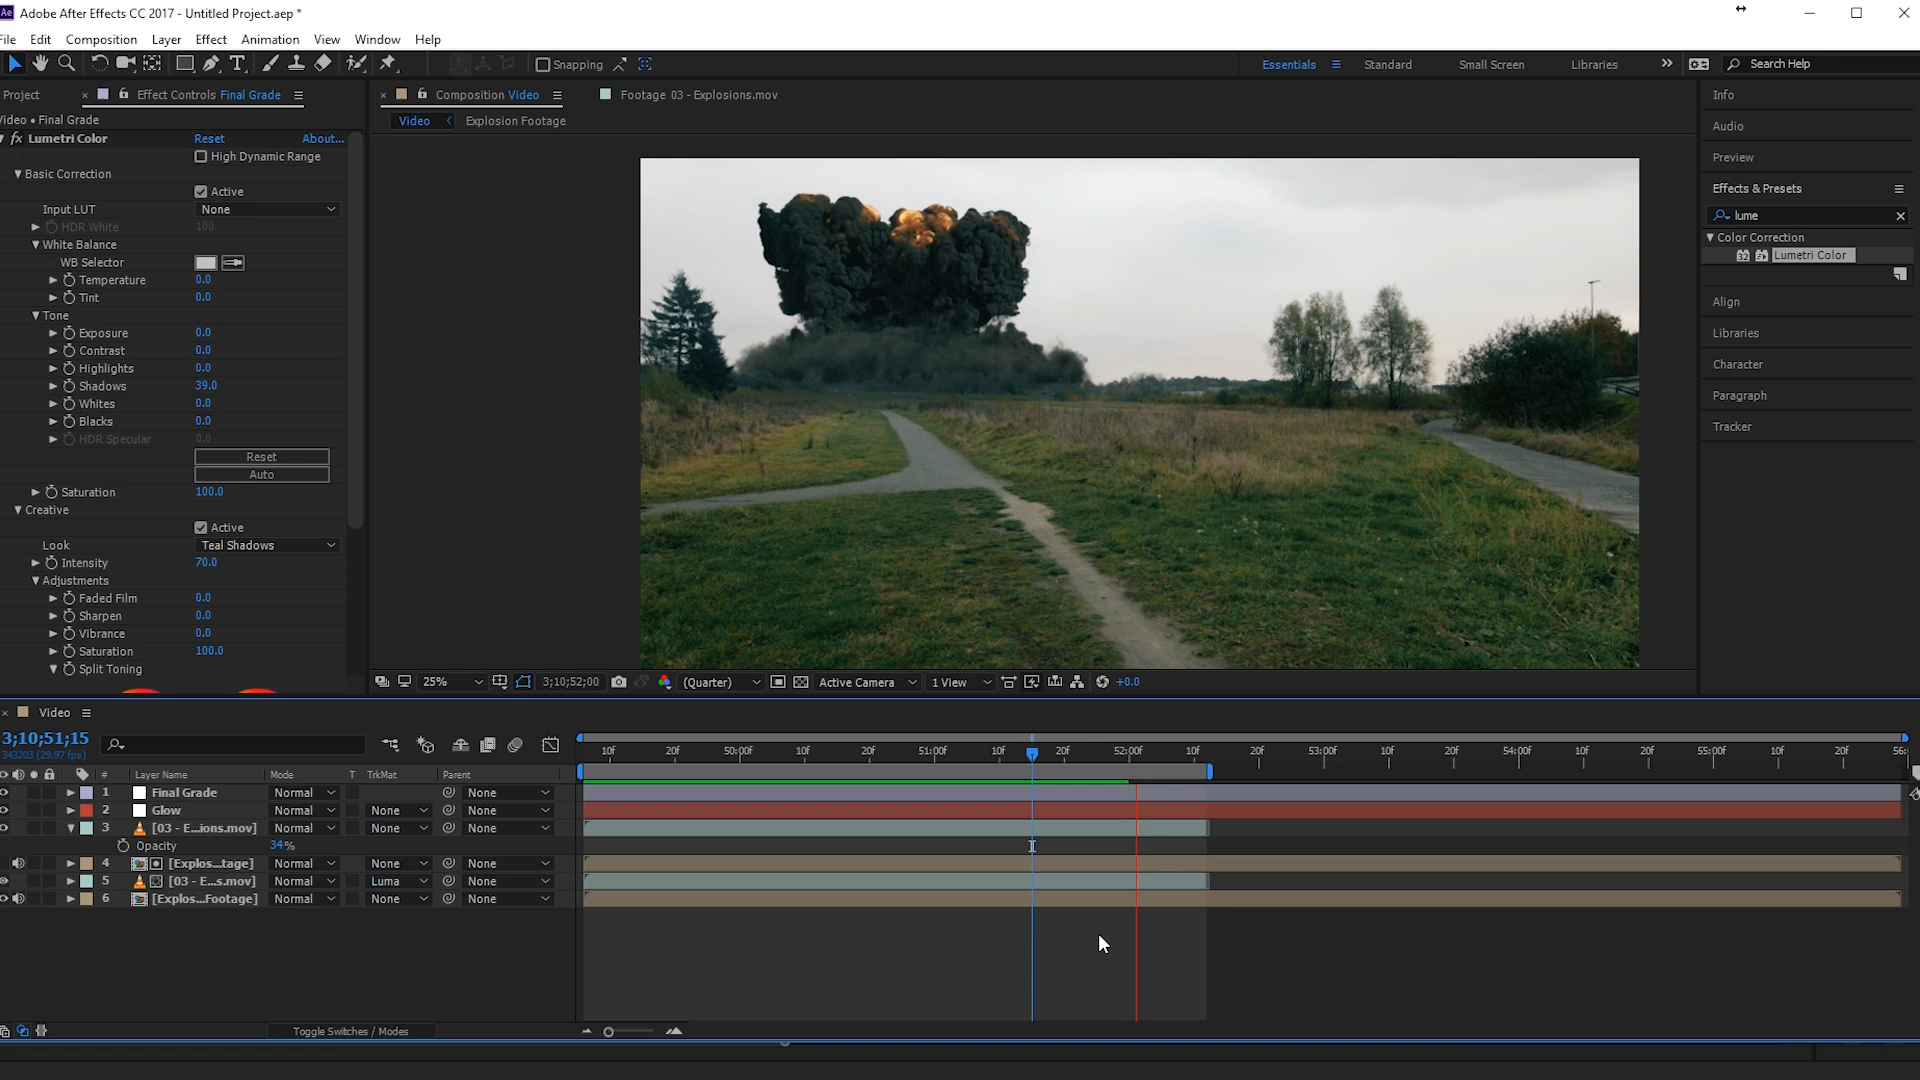 Ae Adobe After Effects CC 2017 - Untitled Project.aep *
File Edit Composition Layer Effect Animation View Window Help
Snapping Essentials Standard Small Screen Libraries Search Help
Project Effect Controls Final Grade Composition Video Footage 03 - Explosions.mov
Video • Final Grade
Video Explosion Footage
fx Lumetri Color Reset About...
High Dynamic Range
Basic Correction
Active
Input LUT None
HDR White 100
White Balance
WB Selector
Temperature 0.0
Tint 0.0
Tone
Exposure 0.0
Contrast 0.0
Highlights 0.0
Shadows 39.0
Whites 0.0
Blacks 0.0
HDR Specular 0.0
Reset
Auto
Saturation 100.0
Creative
Active
Look Teal Shadows
Intensity 70.0
Adjustments
Faded Film 0.0
Sharpen 0.0
Vibrance 0.0
Saturation 100.0
Split Toning
25% 3;10;52;00 (Quarter) Active Camera 1 View +0.0
Info
Audio
Preview
Effects & Presets
lume
Color Correction
32 Lumetri Color
Align
Libraries
Character
Paragraph
Tracker
Video
3;10;51;15
343203 (29.97 fps)
10f 20f 50:00f 10f 20f 51:00f 10f 20f 52:00f 10f 20f 53:00f 10f 20f 54:00f 10f 20f 55:00f 10f 20f 56:
# Layer Name Mode T TrkMat Parent
1 Final Grade Normal None
2 Glow Normal None None
3 [03 - E...ions.mov] Normal None None
Opacity 34%
4 [Explos...tage] Normal None None
5 [03 - E...s.mov] Normal Luma None
6 [Explos...Footage] Normal None None
Toggle Switches / Modes